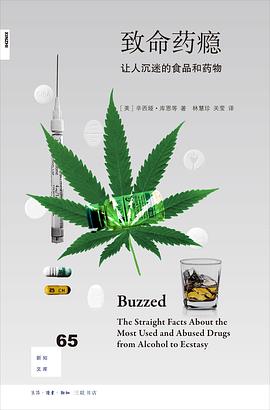 致命药瘾
让人沉迷的食品和药物
[美] 辛西娅·库恩等 著 林慧珍 关莹 译
Buzzed
The Straight Facts About the
Most Used and Abused Drugs
from Alcohol to Ecstasy
65
新知
文库
生活·读书·新知 三联书店